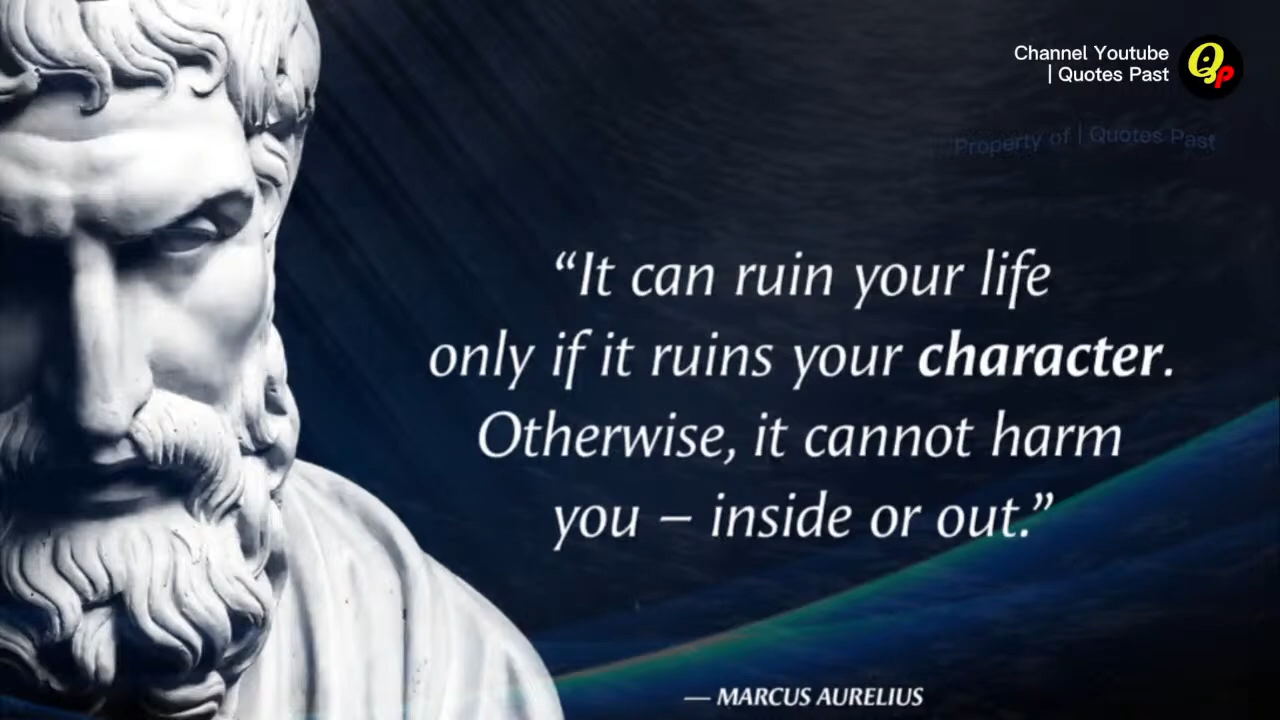 Channel Youtube
| Quotes Past
Property of | Quotes Past
“It can ruin your life
only if it ruins your character.
Otherwise, it cannot harm
you – inside or out.”
— MARCUS AURELIUS